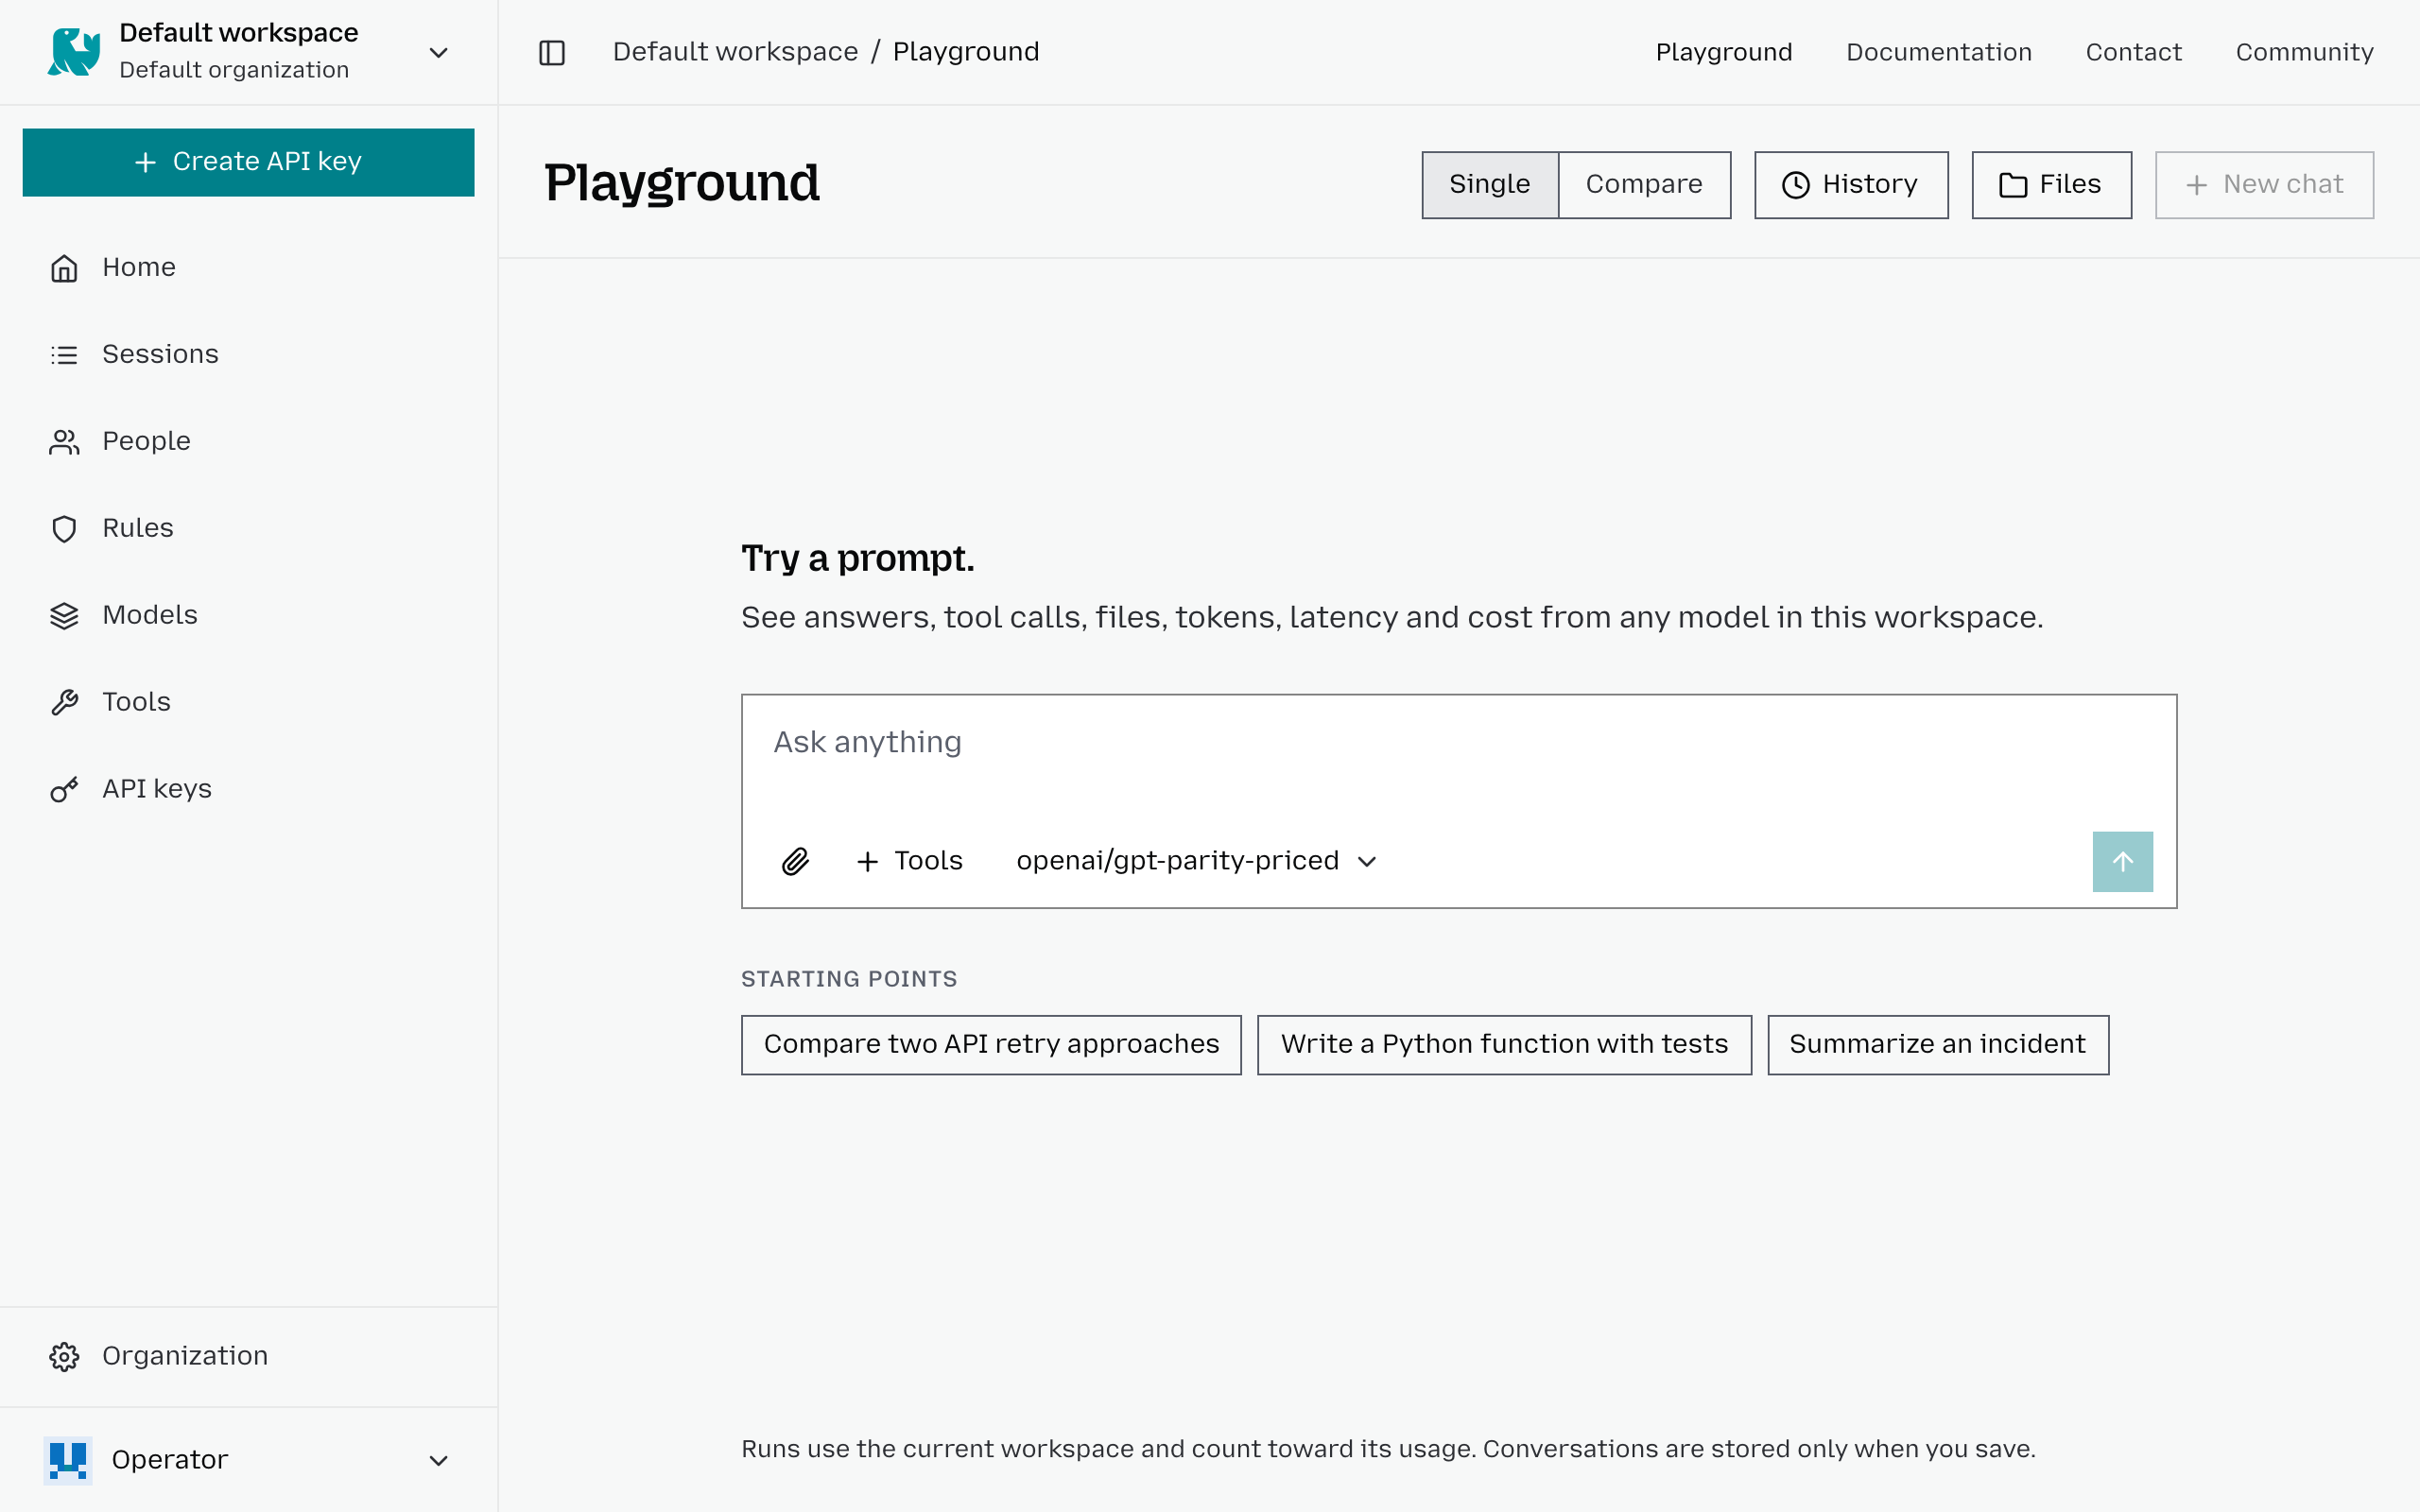 Default workspace
Default organization
Default workspace / Playground
Playground
Documentation
Contact
Community
Create API key
Home
Sessions
People
Rules
Models
Tools
API keys
Organization
Operator
Playground
Single
Compare
History
Files
New chat
Try a prompt.
See answers, tool calls, files, tokens, latency and cost from any model in this workspace.
Ask anything
Tools
openai/gpt-parity-priced
STARTING POINTS
Compare two API retry approaches
Write a Python function with tests
Summarize an incident
Runs use the current workspace and count toward its usage. Conversations are stored only when you save.